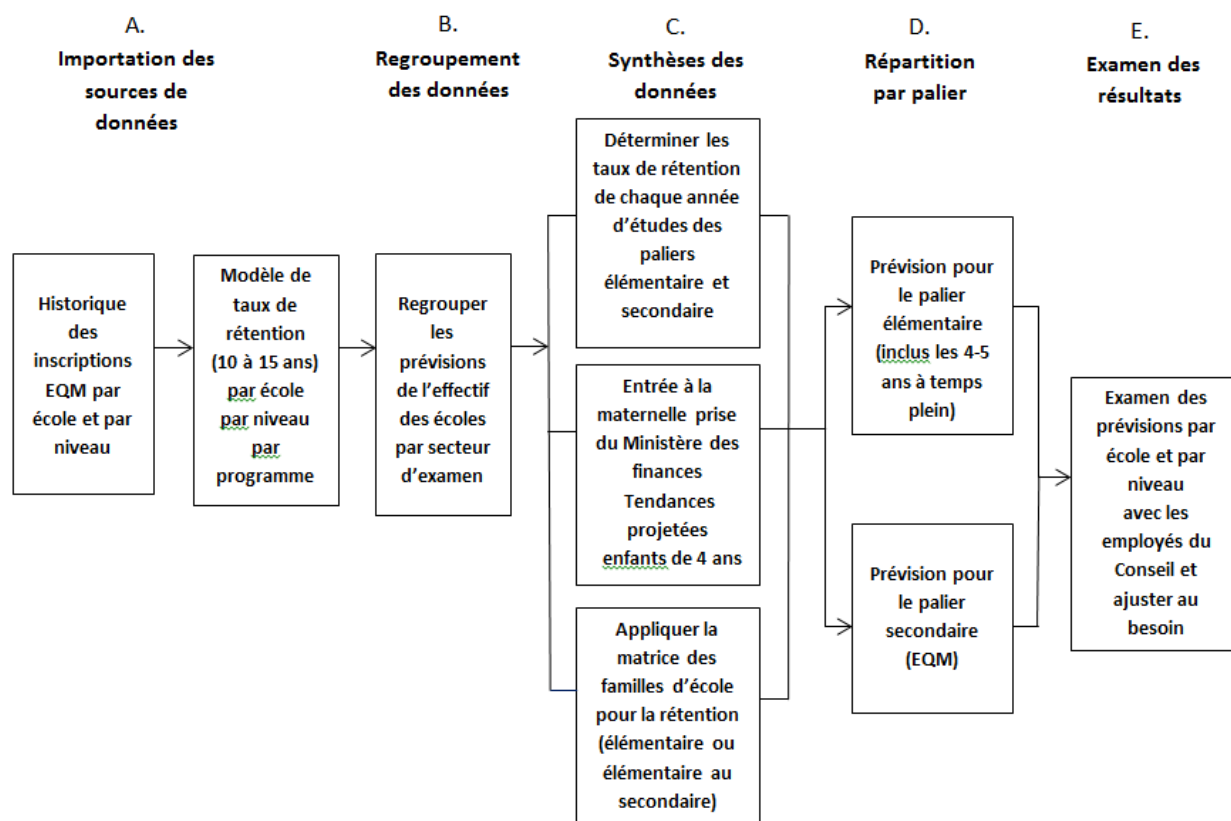 A.
Importation des
sources de
données
B.
Regroupement
des données
C.
Synthèses des
données
D.
Répartition
par palier
E.
Examen des
résultats
Historique
des
inscriptions
EQM par
école et par
niveau
Modèle de
taux de
rétention
(10 à 15 ans)
par école
par niveau
par
programme
Regrouper
les
prévisions
de l'effectif
des écoles
par secteur
d'examen
Déterminer les
taux de rétention
de chaque année
d'études des
paliers
élémentaire et
secondaire
Entrée à la
maternelle prise
du Ministère des
finances
Tendances
projetées
enfants de 4 ans
Appliquer la
matrice des
familles d'école
pour la rétention
(élémentaire ou
élémentaire au
secondaire)
Prévision pour
le palier
élémentaire
(inclus les 4-5
ans à temps
plein)
Prévision pour
le palier
secondaire
(EQM)
Examen des
prévisions par
école et par
niveau
avec les
employés du
Conseil et
ajuster au
besoin